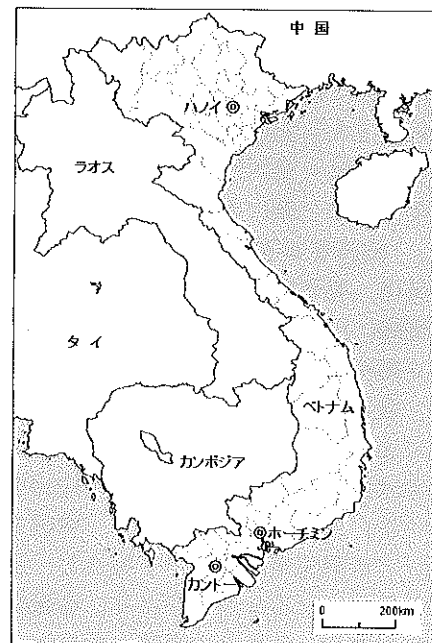 中国
ハノイ
ラオス
タイ
ベトナム
カンボジア
ホーチミン
カントー
0 200km